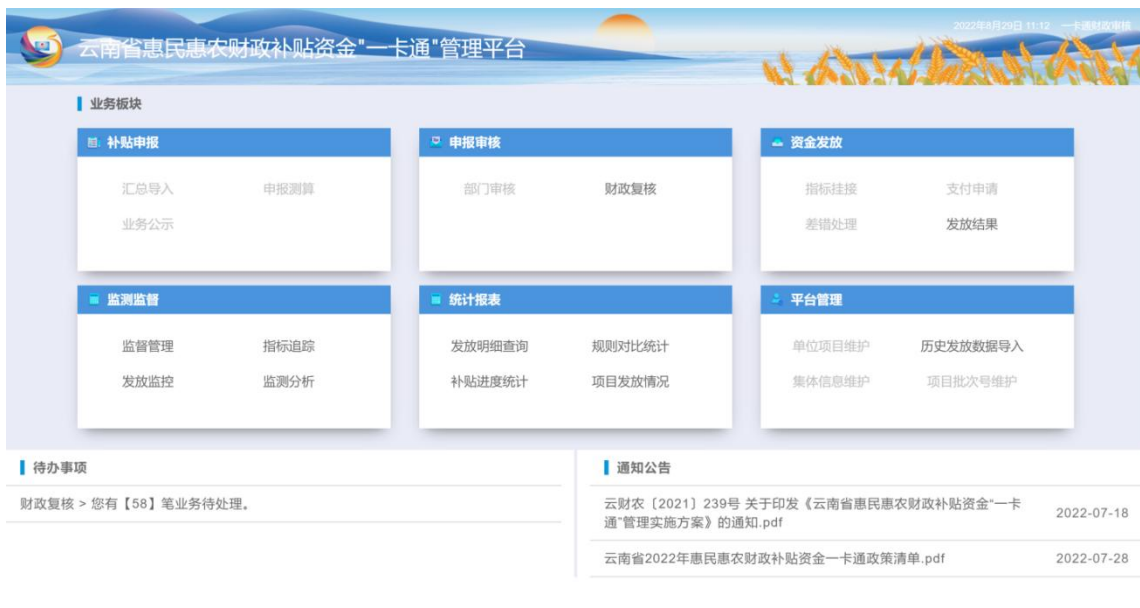 2022年8月29日 11:12 一卡通财政审核
云南省惠民惠农财政补贴资金"一卡通"管理平台
业务板块
补贴申报
汇总导入 申报测算
业务公示
申报审核
部门审核 财政复核
资金发放
指标挂接 支付申请
差错处理 发放结果
监测监督
监督管理 指标追踪
发放监控 监测分析
统计报表
发放明细查询 规则对比统计
补贴进度统计 项目发放情况
平台管理
单位项目维护 历史发放数据导入
集体信息维护 项目批次号维护
待办事项
财政复核 > 您有【58】笔业务待处理。
通知公告
云财农〔2021〕239号 关于印发《云南省惠民惠农财政补贴资金“一卡
通”管理实施方案》的通知.pdf 2022-07-18
云南省2022年惠民惠农财政补贴资金一卡通政策清单.pdf 2022-07-28